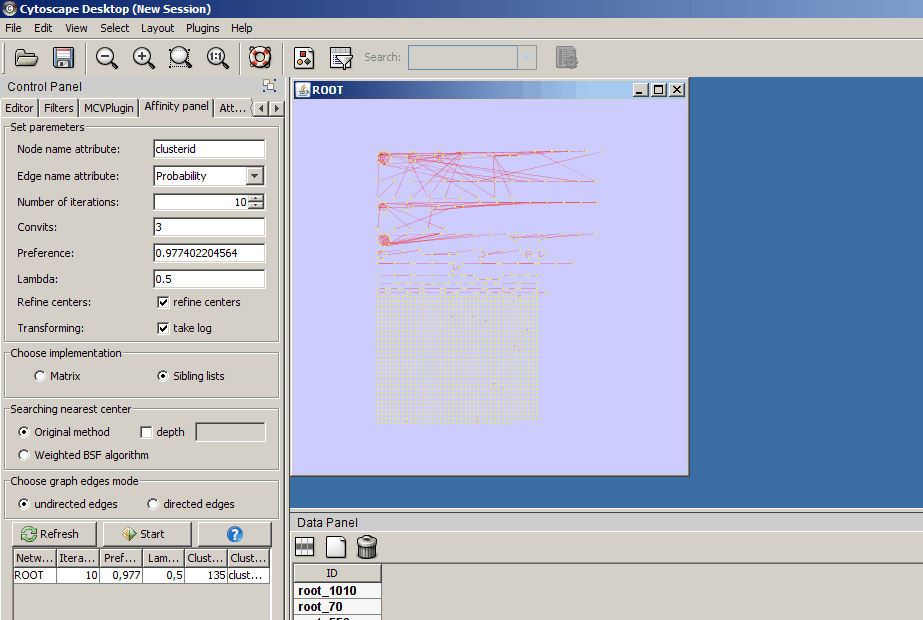 Cytoscape Desktop (New Session)
File Edit View Select Layout Plugins Help
Search:
Control Panel
Editor Filters MCVPlugin Affinity panel Att...
Set paremeters
Node name attribute: clusterid
Edge name attribute: Probability
Number of iterations: 10
Convits: 3
Preference: 0.977402204564
Lambda: 0.5
Refine centers: refine centers
Transforming: take log
Choose implementation
Matrix Sibling lists
Searching nearest center
Original method depth
Weighted BSF algorithm
Choose graph edges mode
undirected edges directed edges
Refresh Start ?
Netw... Itera... Pref... Lam... Clust... Clust...
ROOT 10 0,977 0,5 135 clust...
ROOT
Data Panel
ID
root_1010
root_70